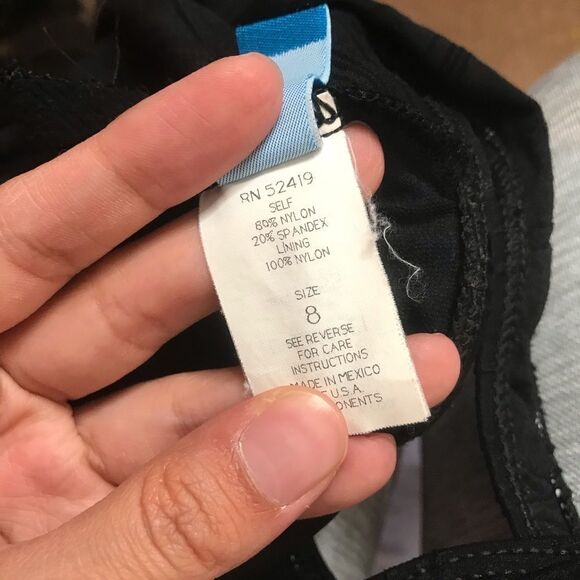 RN 52419
SELF
80% NYLON
20% SPANDEX
LINING
100% NYLON
SIZE
8
SEE REVERSE
FOR CARE
INSTRUCTIONS
MADE IN MEXICO
U.S.A.
ONENTS